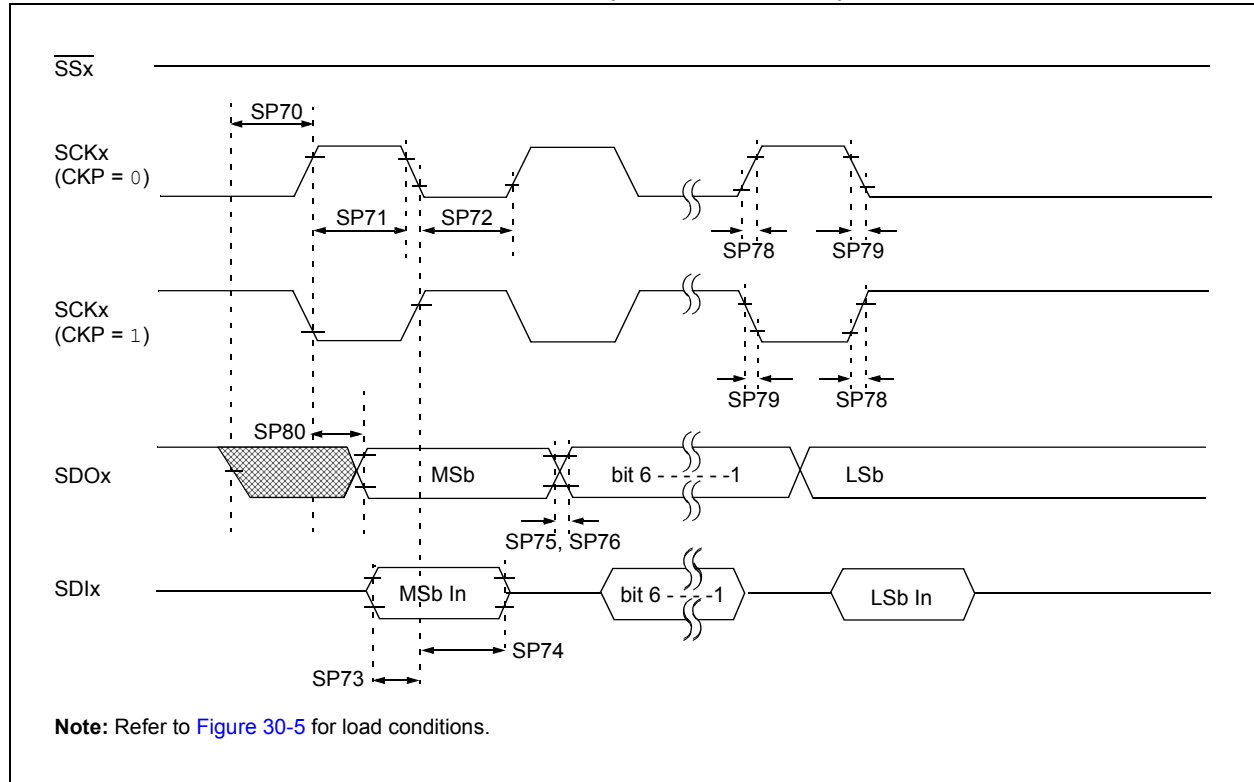 SSx
SP70
SCKx
(CKP = 0)
SP71
SP72
SP78
SP79
SCKx
(CKP = 1)
SP79
SP78
SP80
SDOx
MSb
bit 6 - - - - - -1
LSb
SP75, SP76
SDIx
MSb In
bit 6 - - - - -1
LSb In
SP74
SP73
Note: Refer to Figure 30-5 for load conditions.